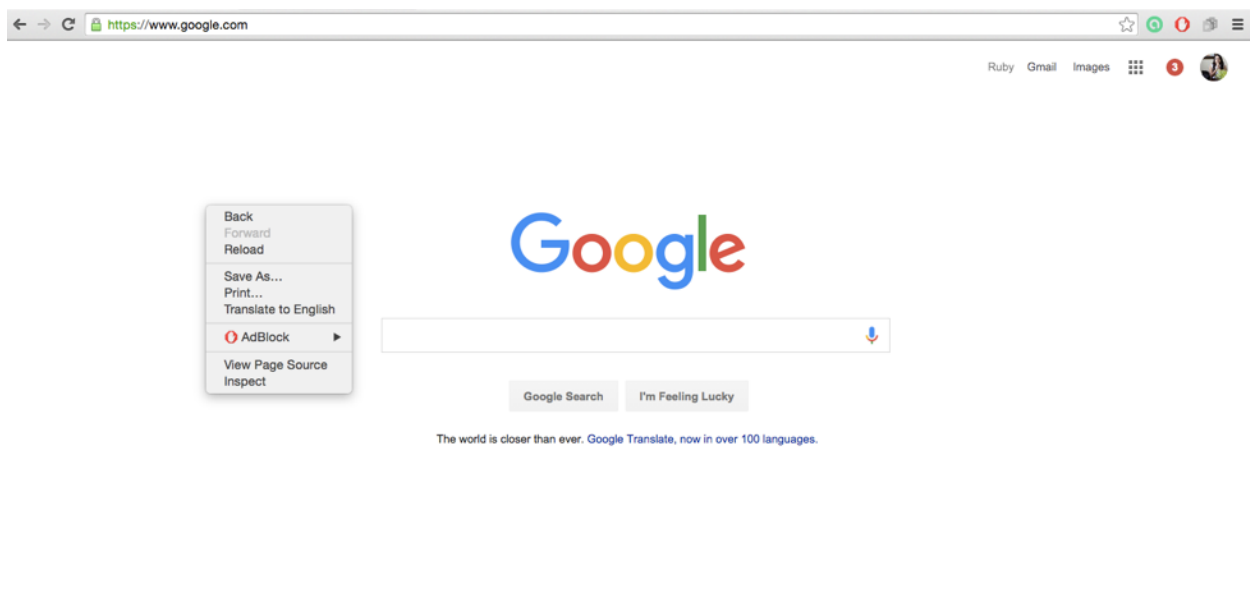 https://www.google.com
Ruby Gmail Images 3
Back
Forward
Reload
Save As...
Print...
Translate to English
AdBlock
View Page Source
Inspect
Google
Google Search I'm Feeling Lucky
The world is closer than ever. Google Translate, now in over 100 languages.